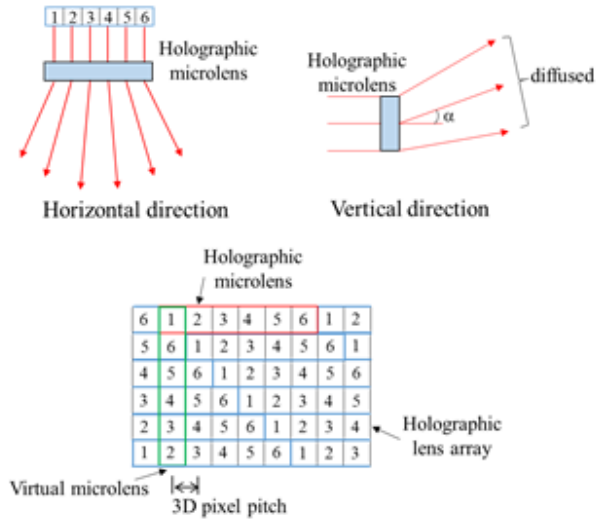 1 2 3 4 5 6
Holographic
microlens
Horizontal direction
Holographic
microlens
α
diffused
Vertical direction
Holographic
microlens
6 1 2 3 4 5 6 1 2
5 6 1 2 3 4 5 6 1
4 5 6 1 2 3 4 5 6
3 4 5 6 1 2 3 4 5
2 3 4 5 6 1 2 3 4
1 2 3 4 5 6 1 2 3
Holographic
lens array
Virtual microlens
3D pixel pitch